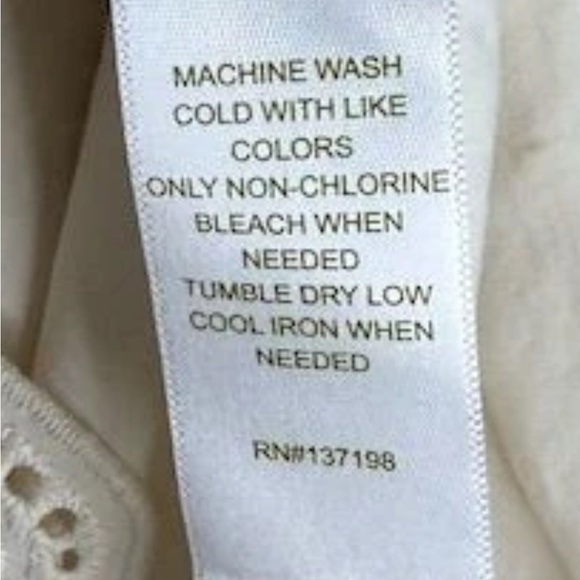 MACHINE WASH
COLD WITH LIKE
COLORS
ONLY NON-CHLORINE
BLEACH WHEN
NEEDED
TUMBLE DRY LOW
COOL IRON WHEN
NEEDED
RN#137198